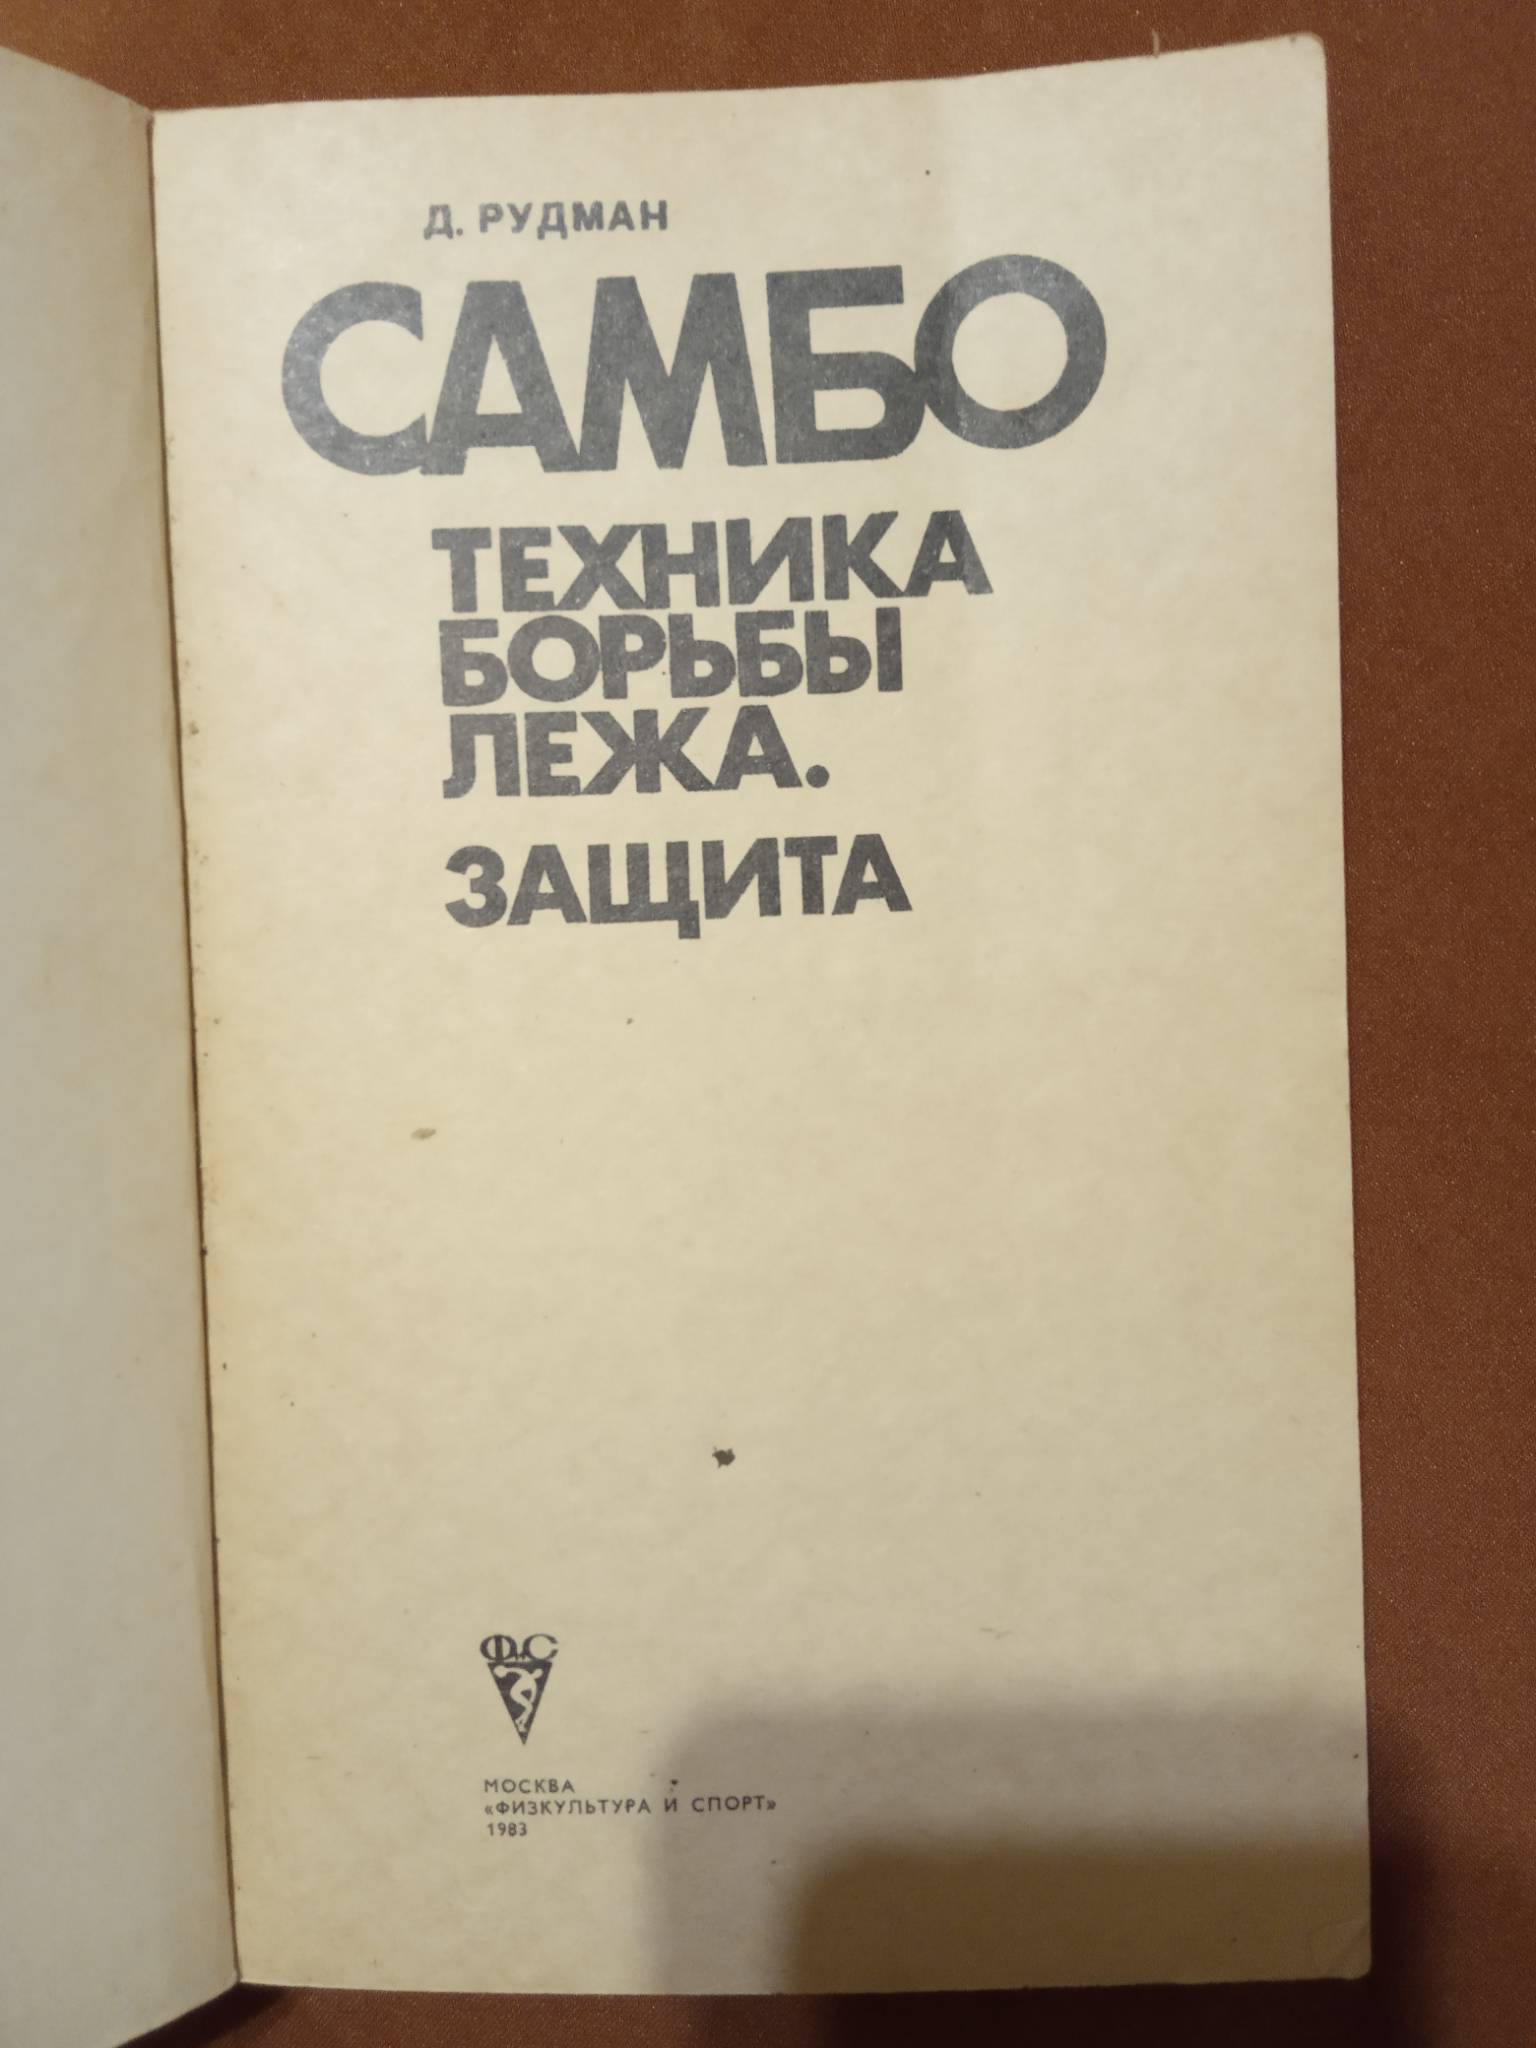 Д. РУДМАН
САМБО
ТЕХНИКА
БОРЬБЫ
ЛЕЖА.
ЗАЩИТА
ФиС
МОСКВА
«ФИЗКУЛЬТУРА И СПОРТ»
1983